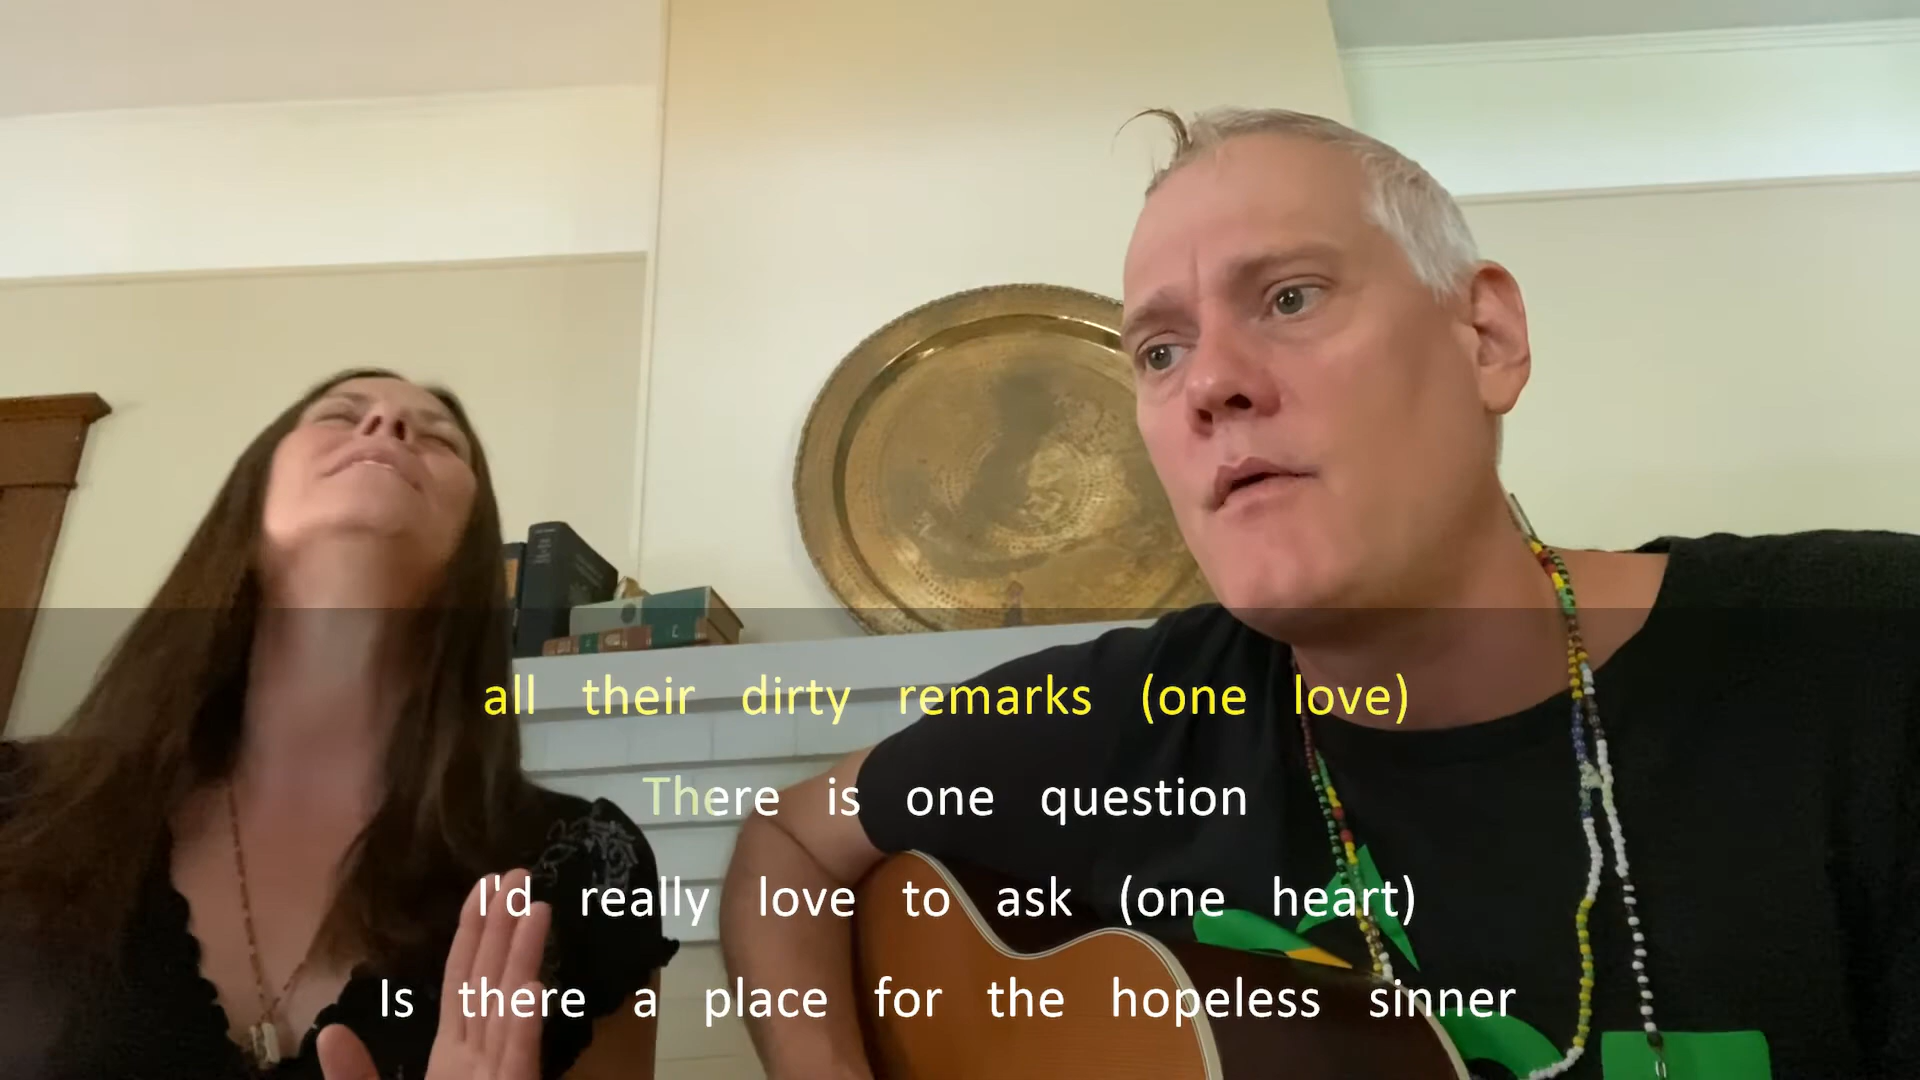 all their dirty remarks (one love)
There is one question
I'd really love to ask (one heart)
Is there a place for the hopeless sinner